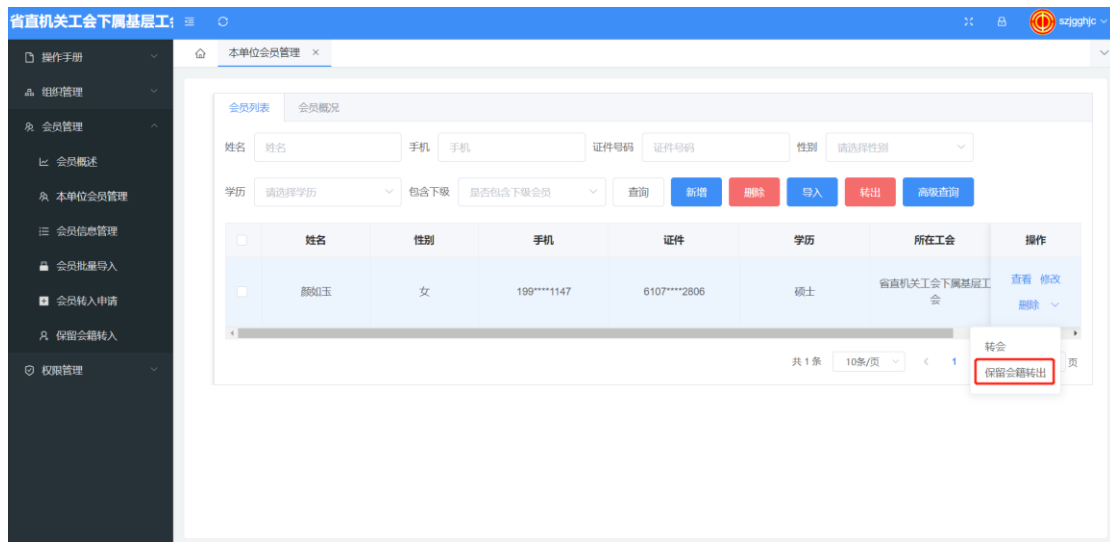 省直机关工会下属基层工会
szjgghjc
操作手册
组织管理
会员管理
会员概述
本单位会员管理
会员信息管理
会员批量导入
会员转入申请
保留会籍转入
权限管理
本单位会员管理 ×
会员列表 会员概况
姓名 姓名 手机 手机 证件号码 证件号码 性别 请选择性别
学历 请选择学历 包含下级 是否包含下级会员 查询 新增 删除 导入 转出 高级查询
姓名 性别 手机 证件 学历 所在工会 操作
颜如玉 女 199****1147 6107****2806 硕士 省直机关工会下属基层工会 查看 修改
删除
共 1 条 10条/页 < 1 页
转会
保留会籍转出